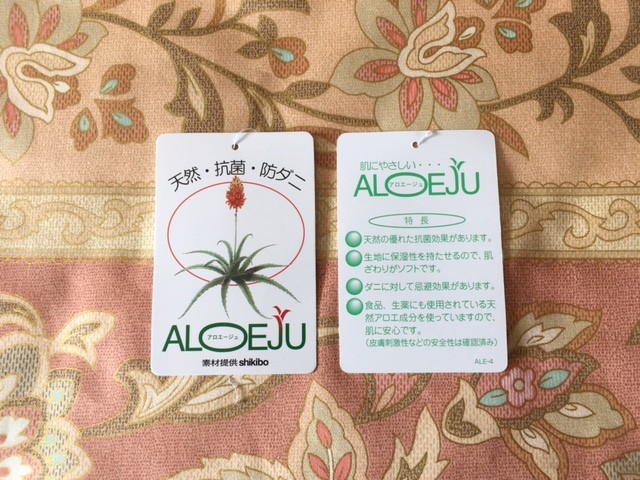 天然・抗菌・防ダニ
ALOEJU
アロエージュ
素材提供 shikibo
肌にやさしい・・・
ALOEJU
アロエージュ
特長
天然の優れた抗菌効果があります。
生地に保湿性を持たせるので、肌
ざわりがソフトです。
ダニに対して忌避効果があります。
食品、生薬にも使用されている天
然アロエ成分を使っていますので、
肌に安心です。
(皮膚刺激性などの安全性は確認済み)
ALE-4